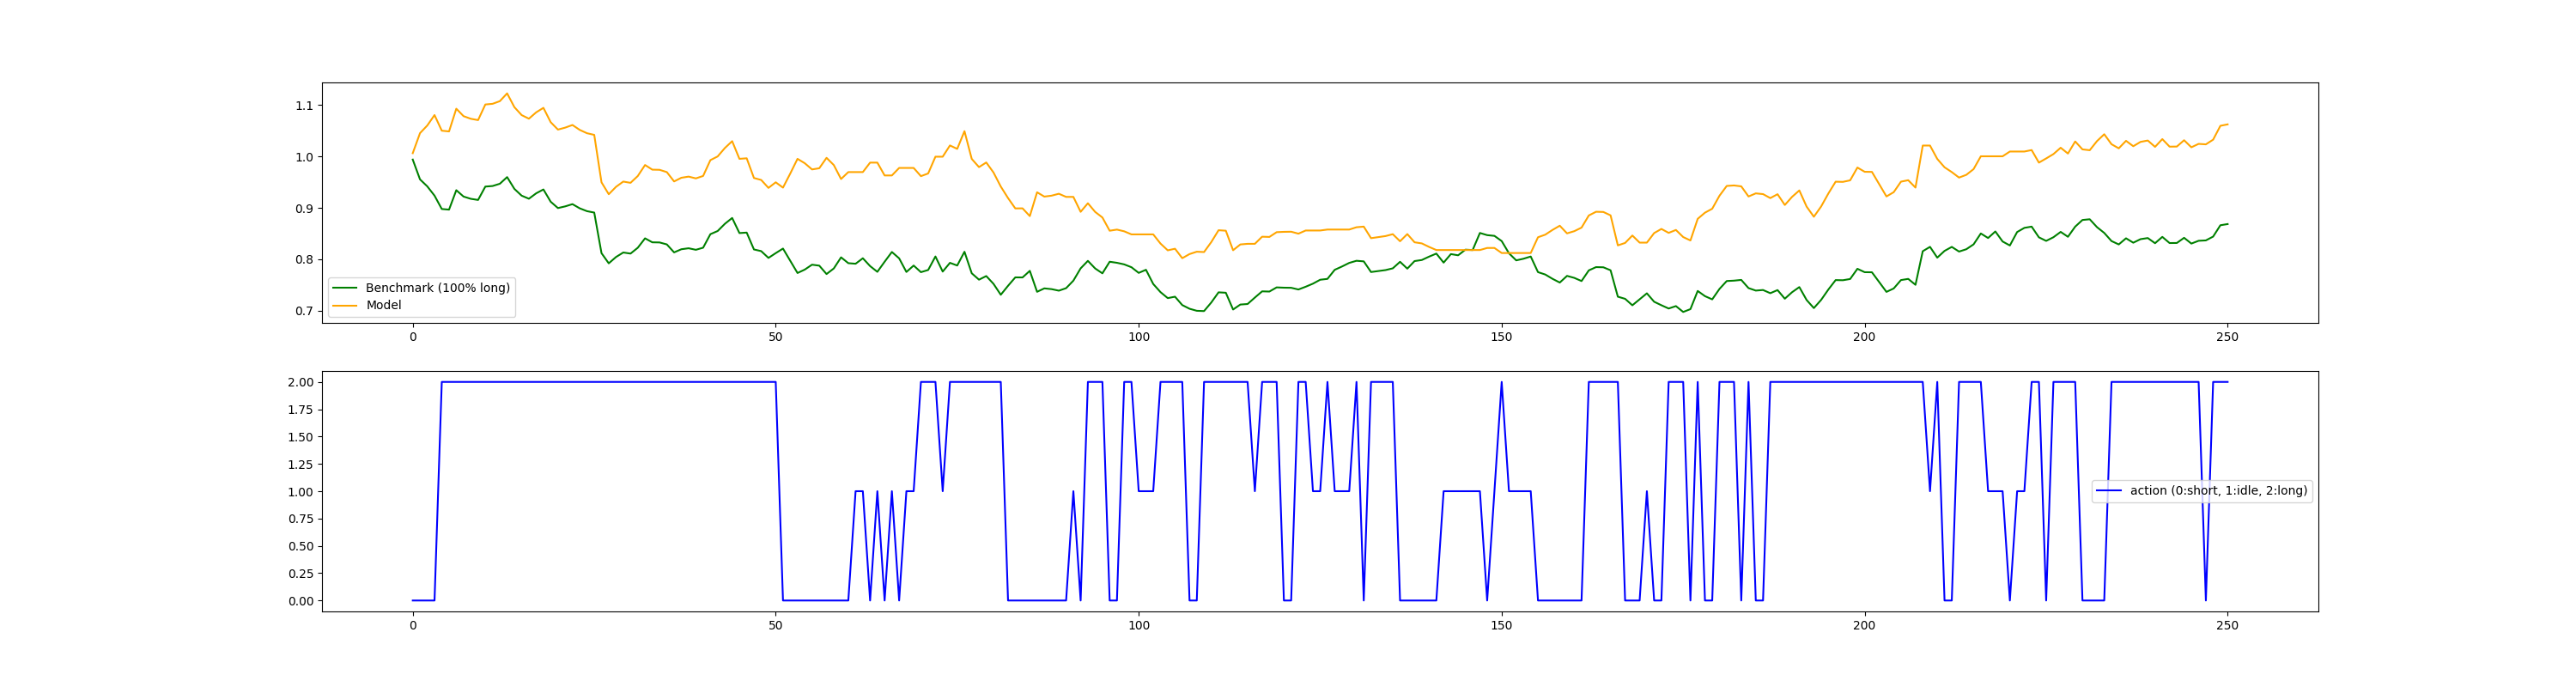 1.1
1.0
0.9
0.8
0.7
Benchmark (100% long)
Model
0 50 100 150 200 250
2.00
1.75
1.50
1.25
1.00
0.75
0.50
0.25
0.00
action (0:short, 1:idle, 2:long)
0 50 100 150 200 250